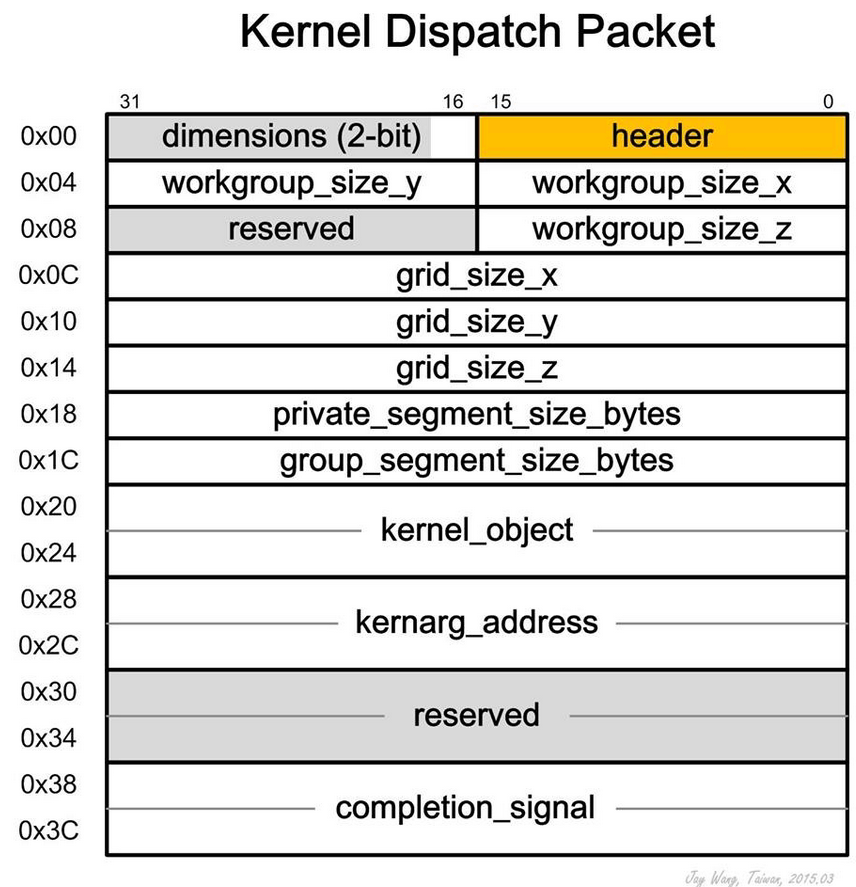 Kernel Dispatch Packet
31 16 15 0
0x00 dimensions (2-bit) header
0x04 workgroup_size_y workgroup_size_x
0x08 reserved workgroup_size_z
0x0C grid_size_x
0x10 grid_size_y
0x14 grid_size_z
0x18 private_segment_size_bytes
0x1C group_segment_size_bytes
0x20
kernel_object
0x24
0x28
kernarg_address
0x2C
0x30
reserved
0x34
0x38
completion_signal
0x3C
Jay Wang, Taiwan, 2015.03